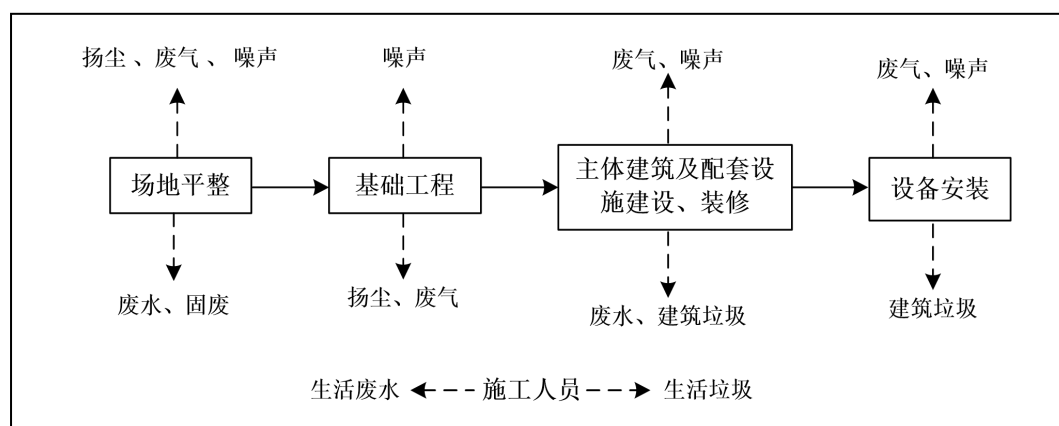 扬尘 、废气 、 噪声
噪声
废气、噪声
废气、噪声
场地平整
基础工程
主体建筑及配套设
施建设、装修
设备安装
废水、固废
扬尘、废气
废水、建筑垃圾
建筑垃圾
生活废水
施工人员
生活垃圾